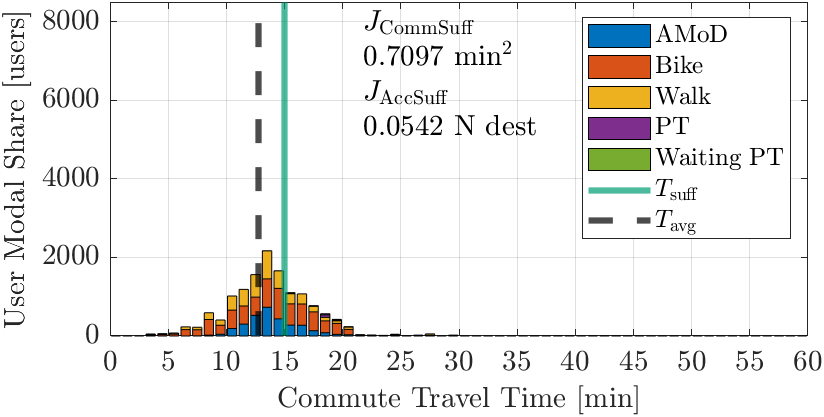 User Modal Share [users]
8000
6000
4000
2000
0
J_CommSuff
0.7097 min²
J_AccSuff
0.0542 N dest
AMoD
Bike
Walk
PT
Waiting PT
T_suff
T_avg
0 5 10 15 20 25 30 35 40 45 50 55 60
Commute Travel Time [min]